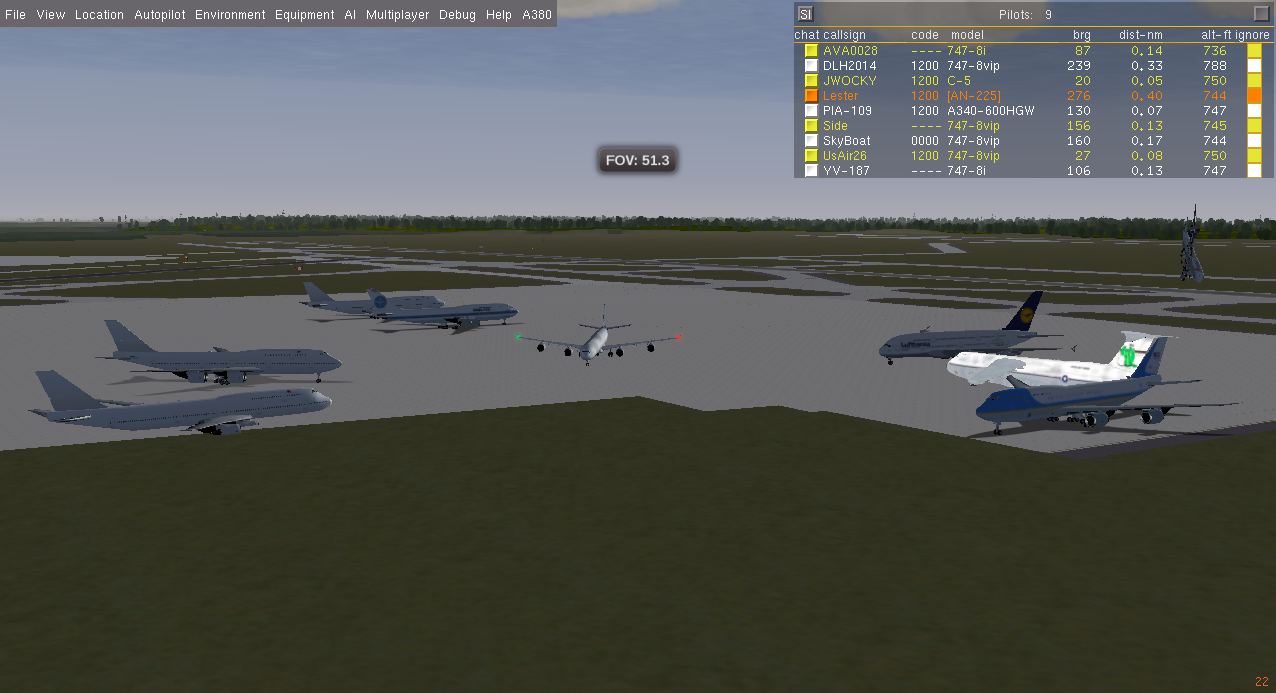 File View Location Autopilot Environment Equipment AI Multiplayer Debug Help A380
SI Pilots: 9
chat callsign code model brg dist-nm alt-ft ignore
AVA0028 ---- 747-8i 87 0.14 736
DLH2014 1200 747-8vip 239 0.33 788
JWOCKY 1200 C-5 20 0.05 750
Lester 1200 [AN-225] 276 0.40 744
PIA-109 1200 A340-600HGW 130 0.07 747
Side ---- 747-8vip 156 0.13 745
SkyBoat 0000 747-8vip 160 0.17 744
UsAir26 1200 747-8vip 27 0.08 750
YV-187 ---- 747-8i 106 0.13 747
FOV: 51.3
Lufthansa
22